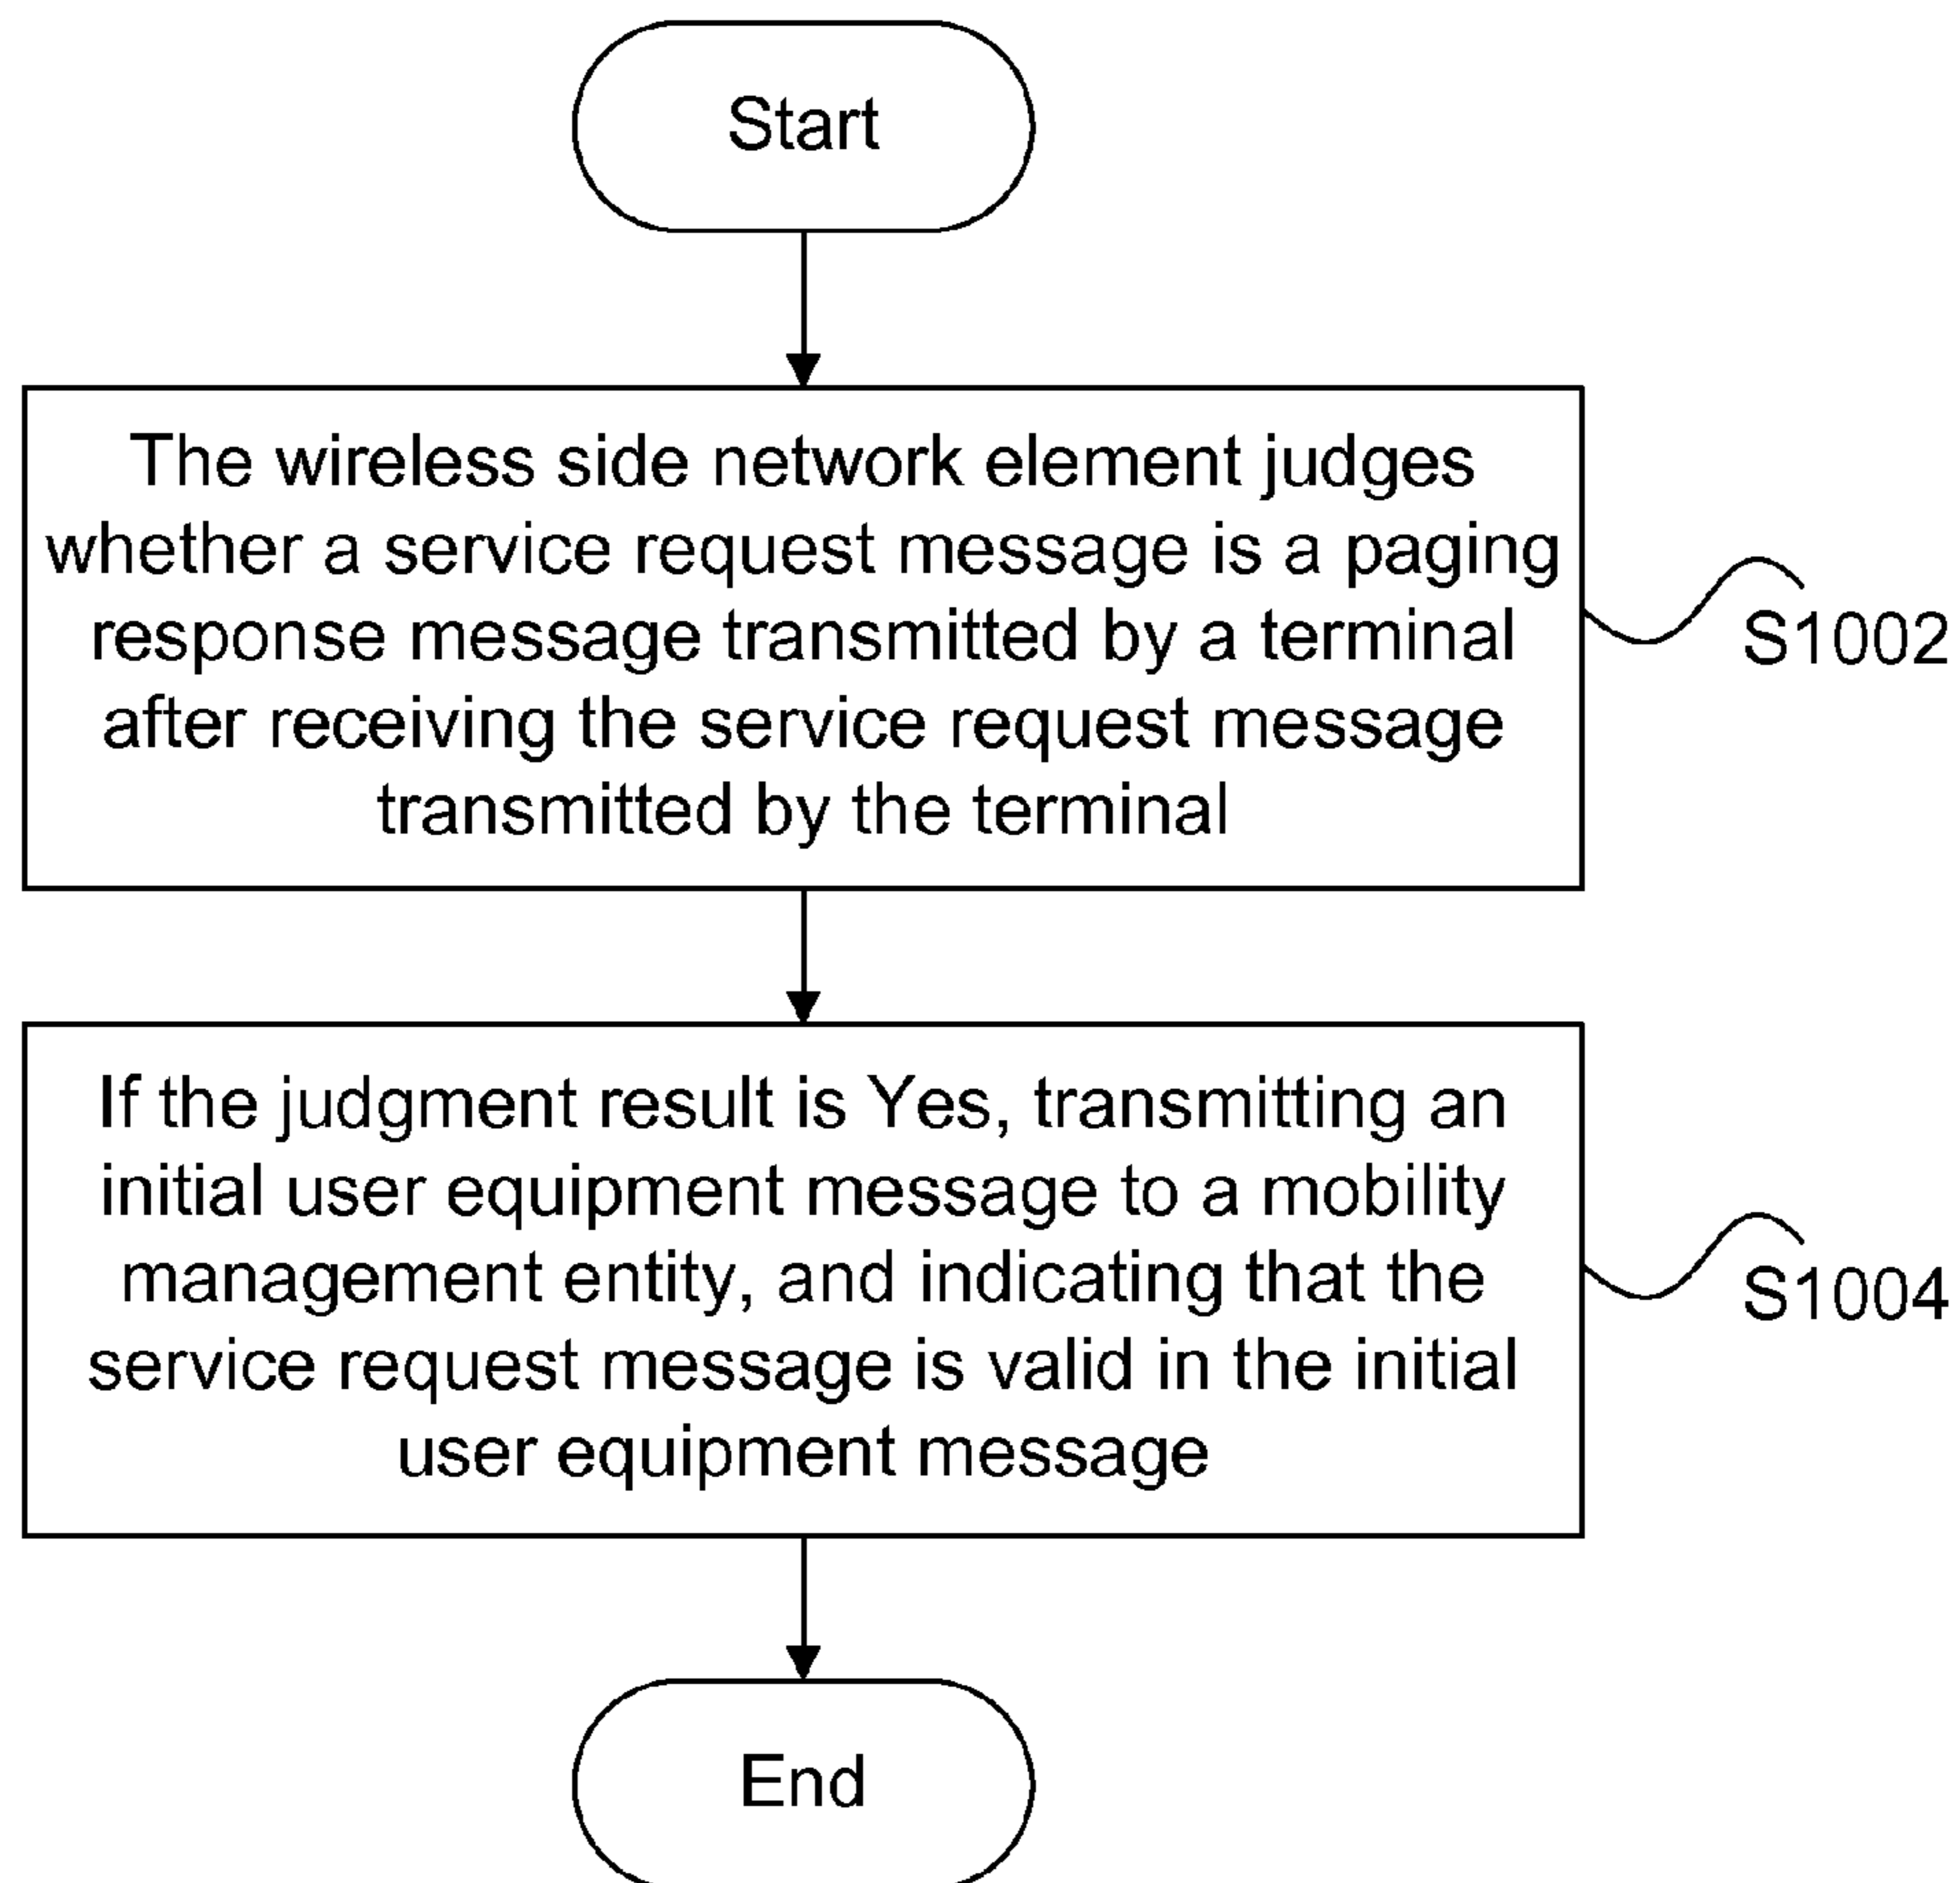 Start
The wireless side network element judges
whether a service request message is a paging
response message transmitted by a terminal
after receiving the service request message
transmitted by the terminal
S1002
If the judgment result is Yes, transmitting an
initial user equipment message to a mobility
management entity, and indicating that the
service request message is valid in the initial
user equipment message
S1004
End